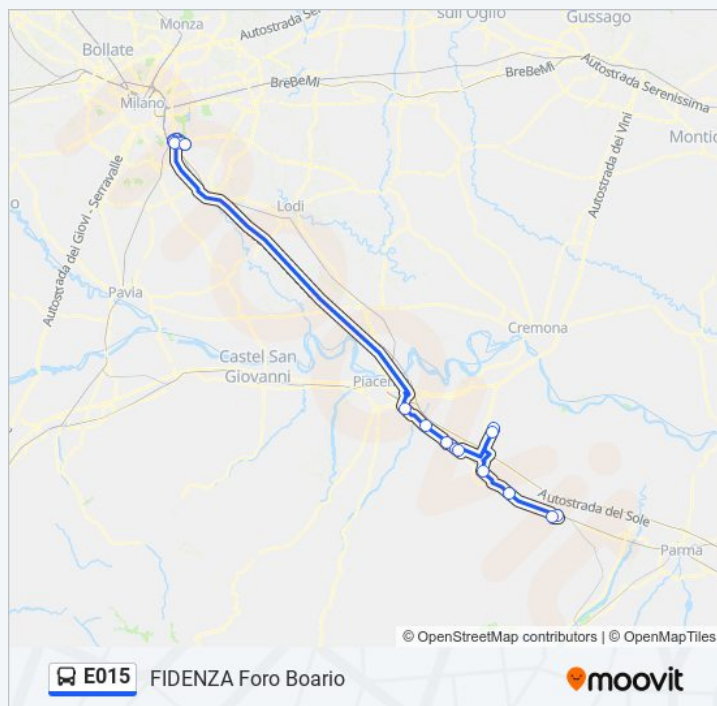 sull'Oglio
Gussago
Monza
Autostrada Se
Bollate
BreBeMi
BreBeMi
Autostrada Serenissima
Milano
Montic
Autostrada dei Vini
Autostrada dei Giovi - Serravalle
Lodi
Pavia
Cremona
Castel San
Giovanni
Piacen
Autostrada del Sole
Parma
© OpenStreetMap contributors | © OpenMapTiles
E015 FIDENZA Foro Boario
moovit